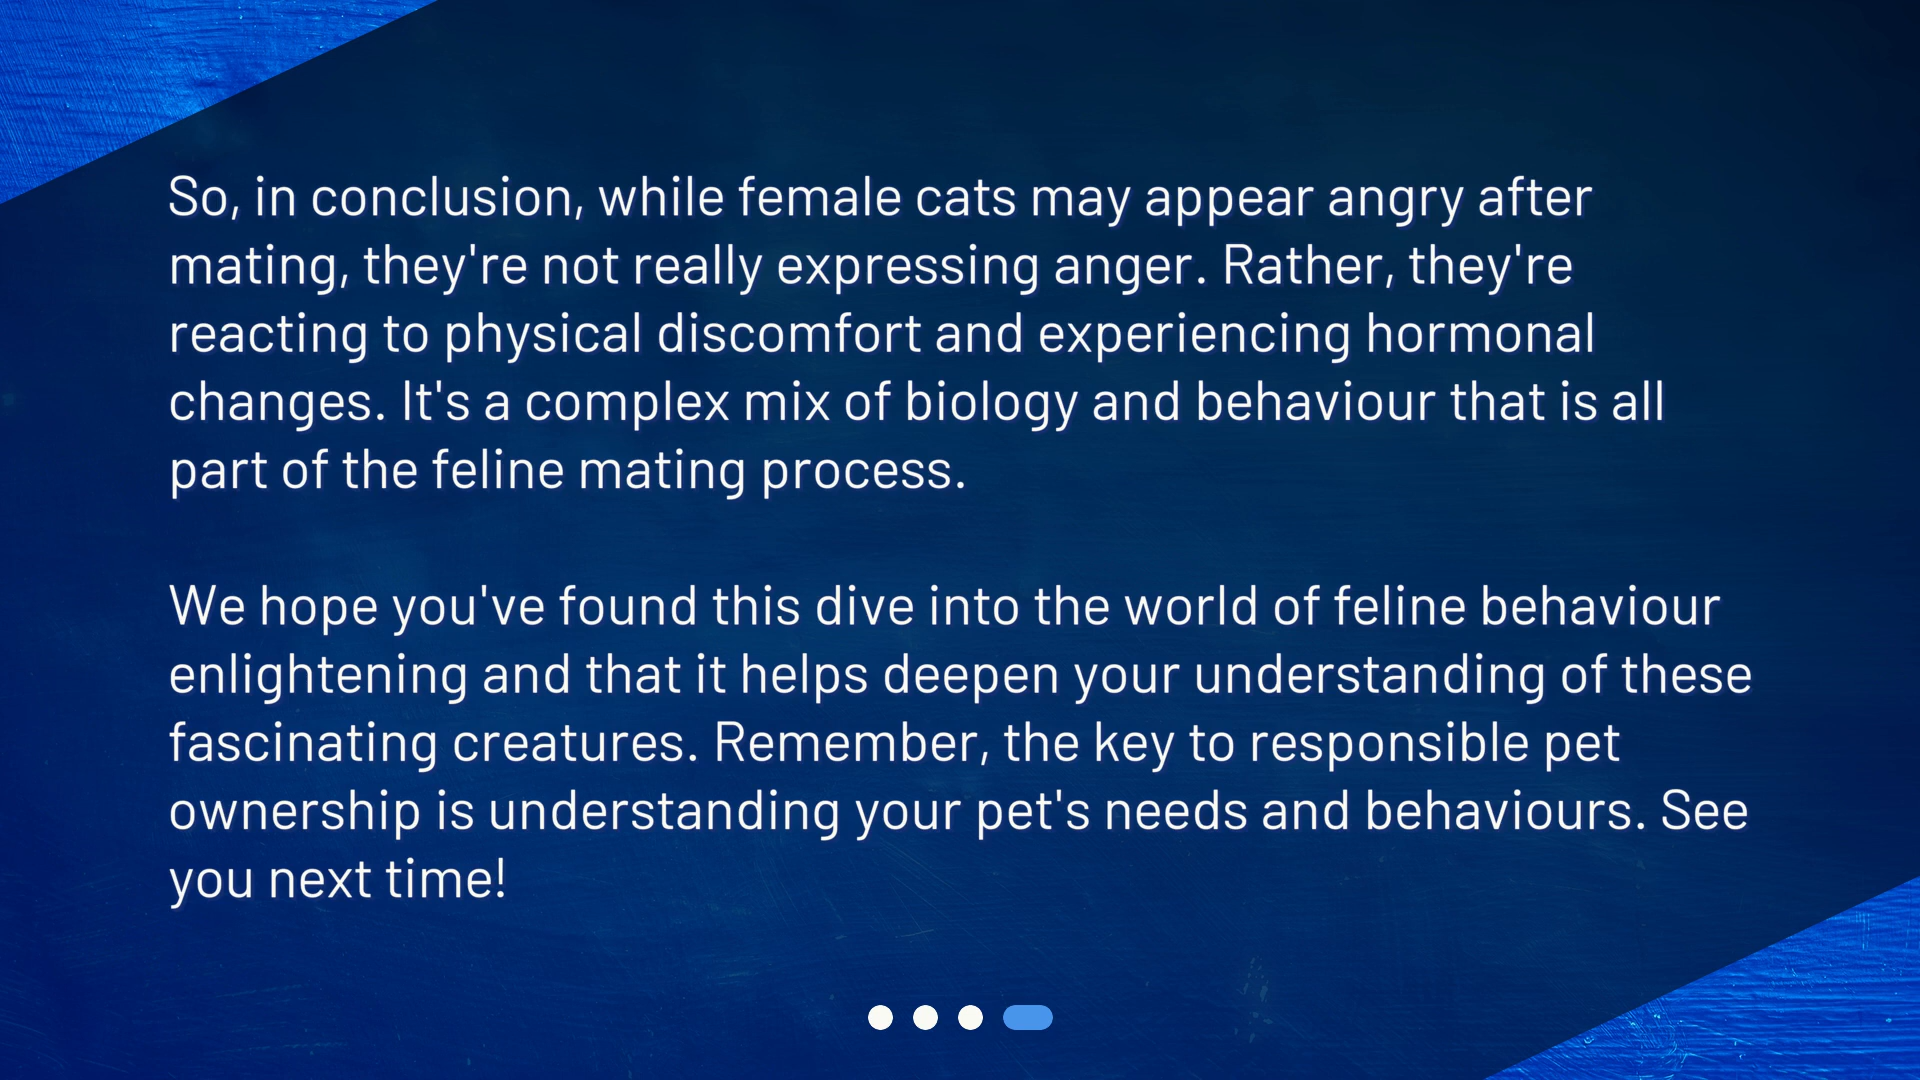 So, in conclusion, while female cats may appear angry after
mating, they're not really expressing anger. Rather, they're
reacting to physical discomfort and experiencing hormonal
changes. It's a complex mix of biology and behaviour that is all
part of the feline mating process.
We hope you've found this dive into the world of feline behaviour
enlightening and that it helps deepen your understanding of these
fascinating creatures. Remember, the key to responsible pet
ownership is understanding your pet's needs and behaviours. See
you next time!